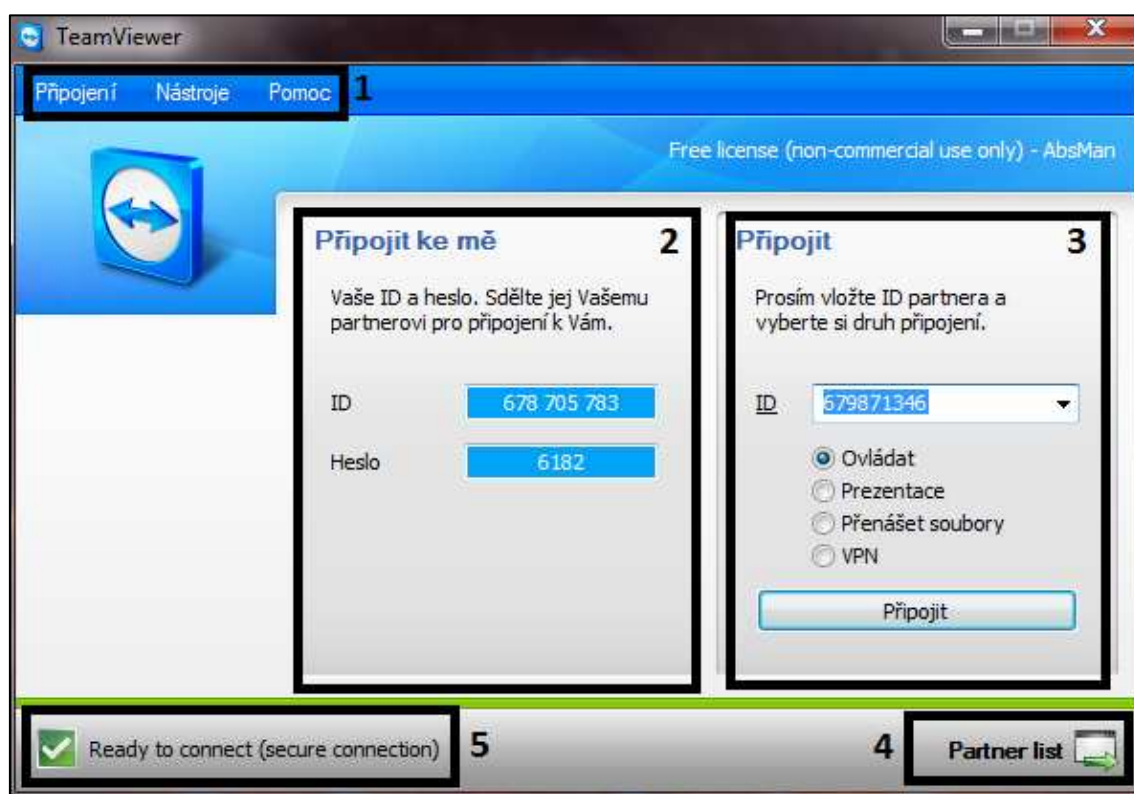 TeamViewer
Připojení Nástroje Pomoc 1
Free license (non-commercial use only) - AbsMan
Připojit ke mě 2
Vaše ID a heslo. Sdělte jej Vašemu
partnerovi pro připojení k Vám.
ID 678 705 783
Heslo 6182
Připojit 3
Prosím vložte ID partnera a
vyberte si druh připojení.
ID 679871346
Ovládat
Prezentace
Přenášet soubory
VPN
Připojit
Ready to connect (secure connection) 5
4 Partner list